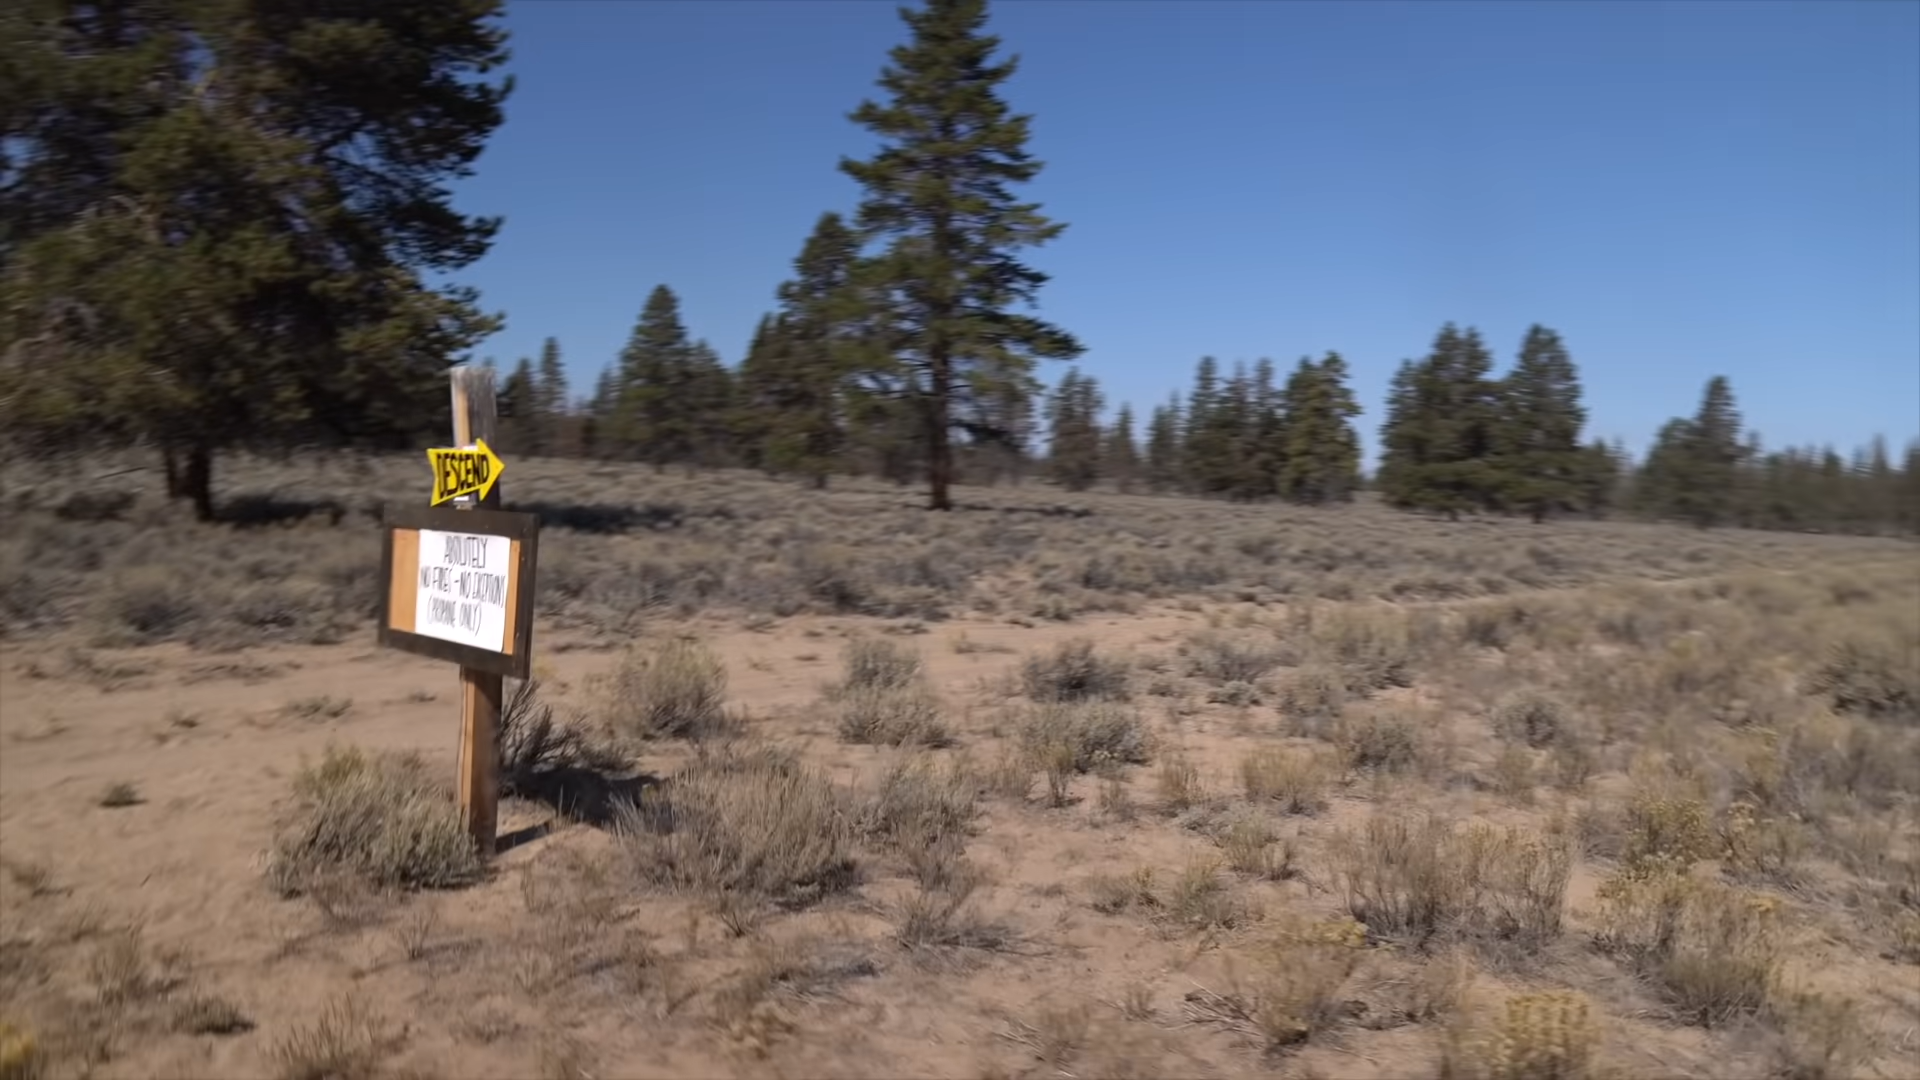 DESCEND
ABSOLUTELY
NO FIRES - NO EXCEPTIONS
(PROPANE ONLY)